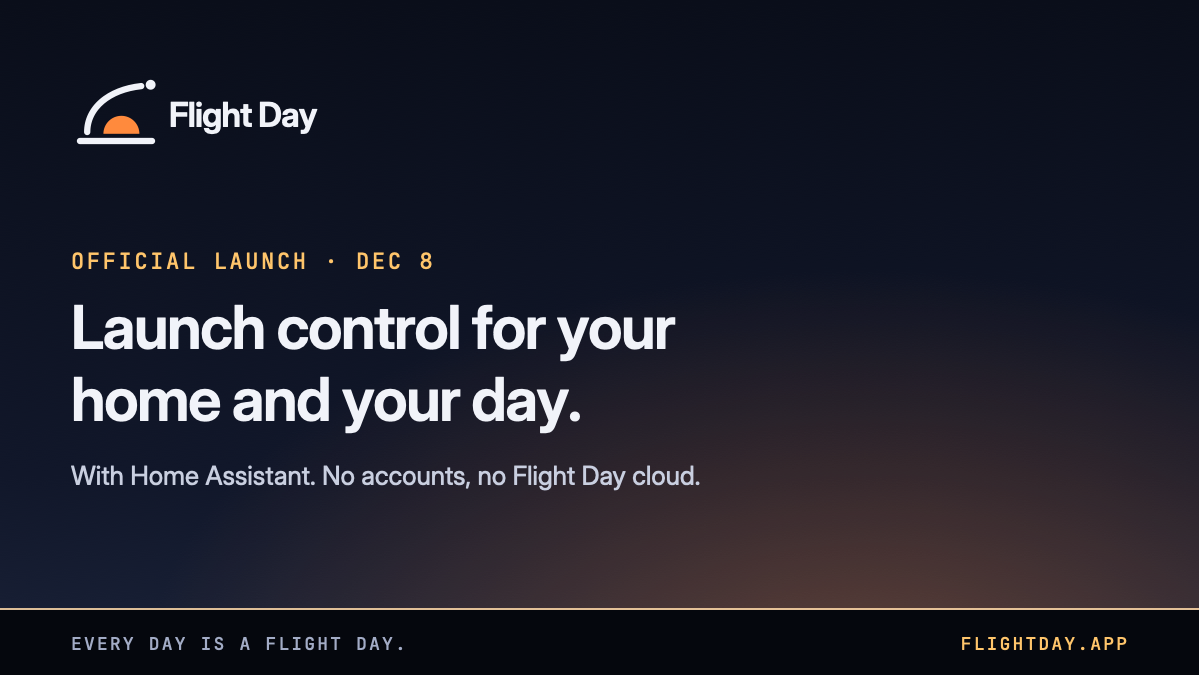 Flight Day
OFFICIAL LAUNCH · DEC 8
Launch control for your
home and your day.
With Home Assistant. No accounts, no Flight Day cloud.
EVERY DAY IS A FLIGHT DAY.
FLIGHTDAY.APP